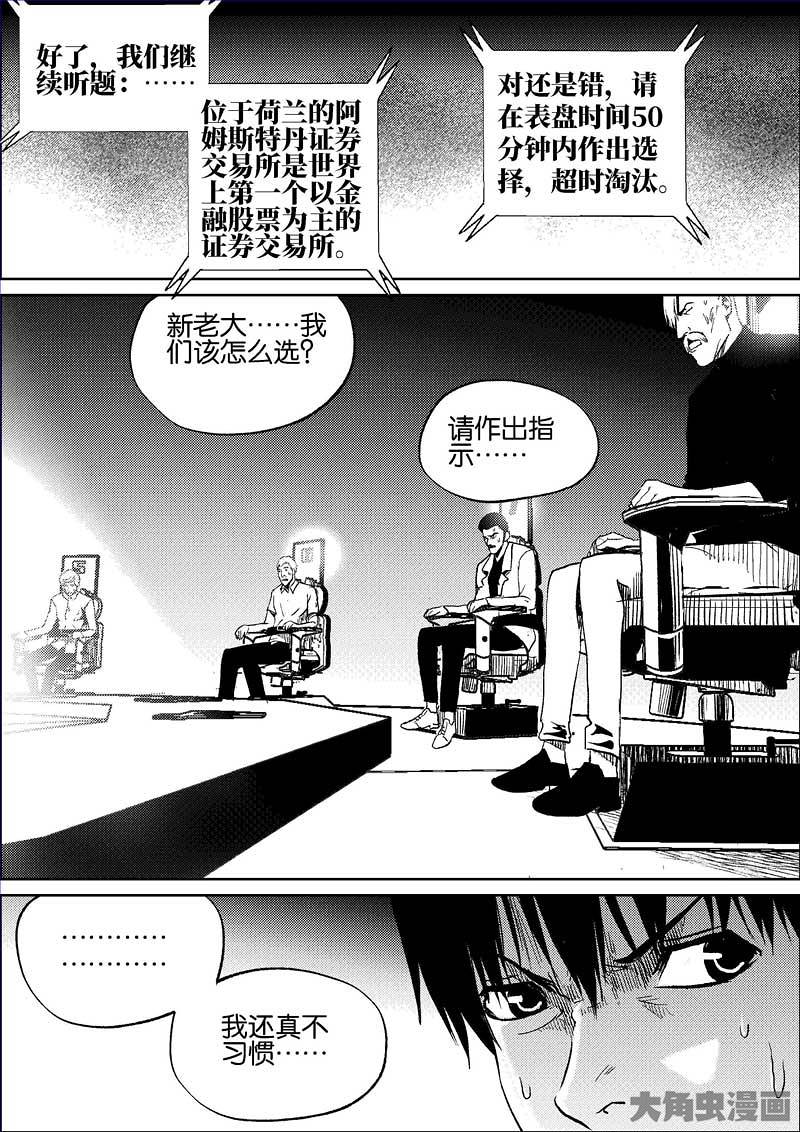 好了，我们继
续听题：……
位于荷兰的阿
姆斯特丹证券
交易所是世界
上第一个以金
融股票为主的
证券交易所。
对还是错，请
在表盘时间50
分钟内作出选
择，超时淘汰。
新老大……我
们该怎么选？
请作出指
示……
5
…………
…………
我还真不
习惯……
大角虫漫画